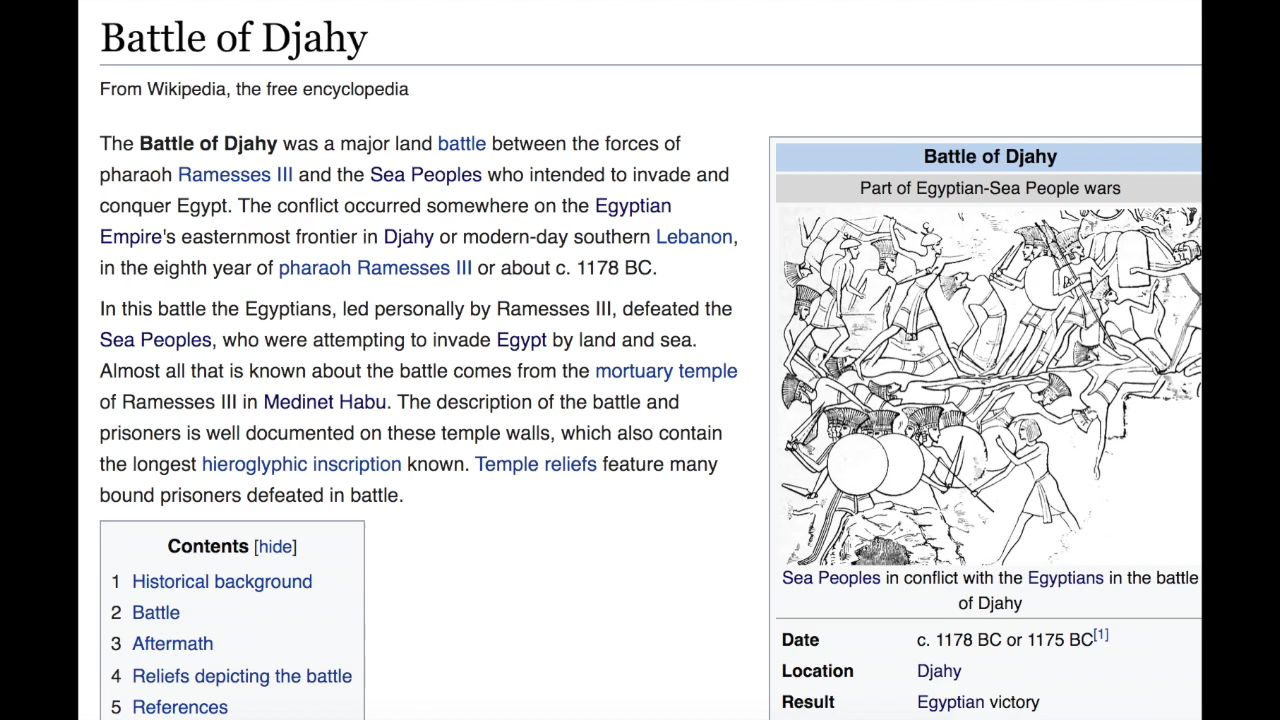 Battle of Djahy
From Wikipedia, the free encyclopedia
The Battle of Djahy was a major land battle between the forces of
pharaoh Ramesses III and the Sea Peoples who intended to invade and
conquer Egypt. The conflict occurred somewhere on the Egyptian
Empire's easternmost frontier in Djahy or modern-day southern Lebanon,
in the eighth year of pharaoh Ramesses III or about c. 1178 BC.
In this battle the Egyptians, led personally by Ramesses III, defeated the
Sea Peoples, who were attempting to invade Egypt by land and sea.
Almost all that is known about the battle comes from the mortuary temple
of Ramesses III in Medinet Habu. The description of the battle and
prisoners is well documented on these temple walls, which also contain
the longest hieroglyphic inscription known. Temple reliefs feature many
bound prisoners defeated in battle.
Contents [hide]
1 Historical background
2 Battle
3 Aftermath
4 Reliefs depicting the battle
5 References
Battle of Djahy
Part of Egyptian-Sea People wars
Sea Peoples in conflict with the Egyptians in the battle
of Djahy
Date c. 1178 BC or 1175 BC[1]
Location Djahy
Result Egyptian victory